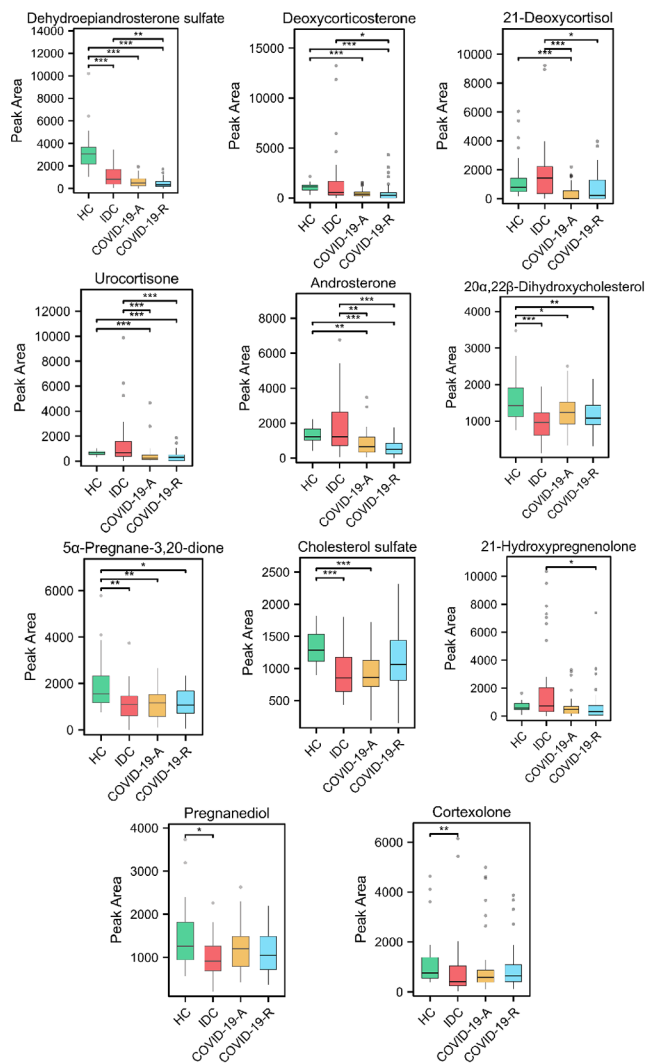 Dehydroepiandrosterone sulfate
Peak Area
14000
12000
10000
8000
6000
4000
2000
0
**
***
***
***
HC
IDC
COVID-19-A
COVID-19-R
Deoxycorticosterone
Peak Area
15000
10000
5000
0
*
***
***
HC
IDC
COVID-19-A
COVID-19-R
21-Deoxycortisol
Peak Area
10000
8000
6000
4000
2000
0
*
***
***
HC
IDC
COVID-19-A
COVID-19-R
Urocortisone
Peak Area
12000
10000
8000
6000
4000
2000
0
***
***
***
***
HC
IDC
COVID-19-A
COVID-19-R
Androsterone
Peak Area
8000
6000
4000
2000
0
***
**
***
**
HC
IDC
COVID-19-A
COVID-19-R
20α,22β-Dihydroxycholesterol
Peak Area
4000
3000
2000
1000
**
*
***
HC
IDC
COVID-19-A
COVID-19-R
5α-Pregnane-3,20-dione
Peak Area
6000
4000
2000
0
*
**
**
HC
IDC
COVID-19-A
COVID-19-R
Cholesterol sulfate
Peak Area
2500
2000
1500
1000
500
***
***
HC
IDC
COVID-19-A
COVID-19-R
21-Hydroxypregnenolone
Peak Area
10000
8000
6000
4000
2000
0
*
HC
IDC
COVID-19-A
COVID-19-R
Pregnanediol
Peak Area
4000
3000
2000
1000
*
HC
IDC
COVID-19-A
COVID-19-R
Cortexolone
Peak Area
6000
4000
2000
0
**
HC
IDC
COVID-19-A
COVID-19-R